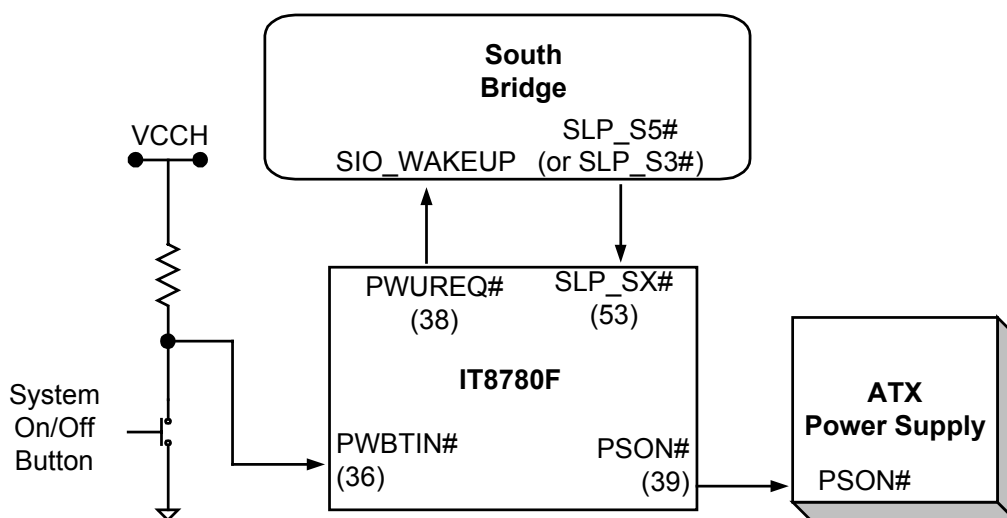 South
Bridge
SIO_WAKEUP
SLP_S5#
(or SLP_S3#)
VCCH
PWUREQ#
(38)
SLP_SX#
(53)
IT8780F
System
On/Off
Button
PWBTIN#
(36)
PSON#
(39)
ATX
Power Supply
PSON#